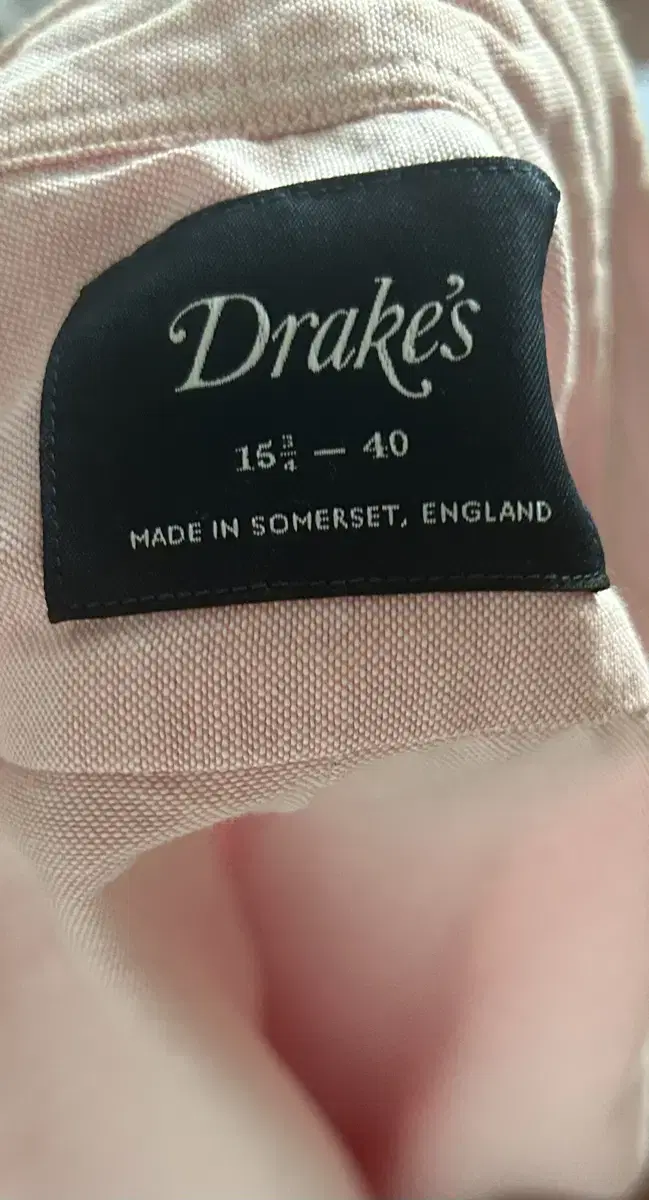 Drake's
15¾ — 40
MADE IN SOMERSET, ENGLAND